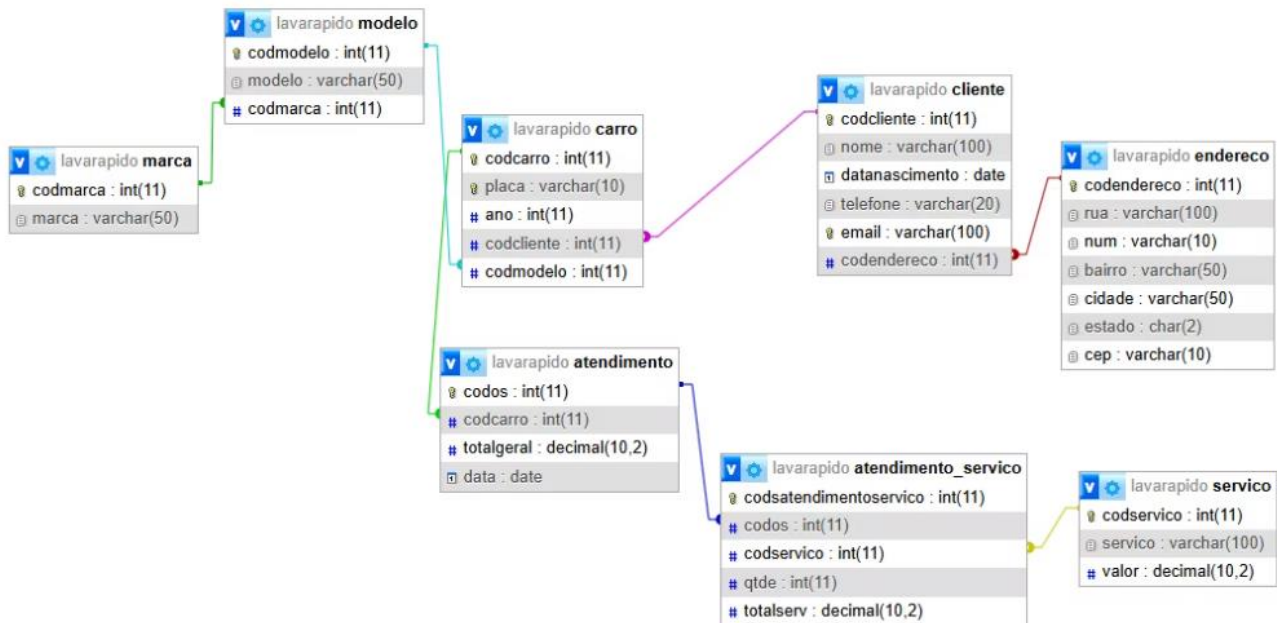 lavarapido modelo
codmodelo : int(11)
modelo : varchar(50)
codmarca : int(11)
lavarapido marca
codmarca : int(11)
marca : varchar(50)
lavarapido carro
codcarro : int(11)
placa : varchar(10)
ano : int(11)
codcliente : int(11)
codmodelo : int(11)
lavarapido cliente
codcliente : int(11)
nome : varchar(100)
datanascimento : date
telefone : varchar(20)
email : varchar(100)
codendereco : int(11)
lavarapido endereco
codendereco : int(11)
rua : varchar(100)
num : varchar(10)
bairro : varchar(50)
cidade : varchar(50)
estado : char(2)
cep : varchar(10)
lavarapido atendimento
codos : int(11)
codcarro : int(11)
totalgeral : decimal(10,2)
data : date
lavarapido atendimento_servico
codsatendimentoservico : int(11)
codos : int(11)
codservico : int(11)
qtde : int(11)
totalserv : decimal(10,2)
lavarapido servico
codservico : int(11)
servico : varchar(100)
valor : decimal(10,2)